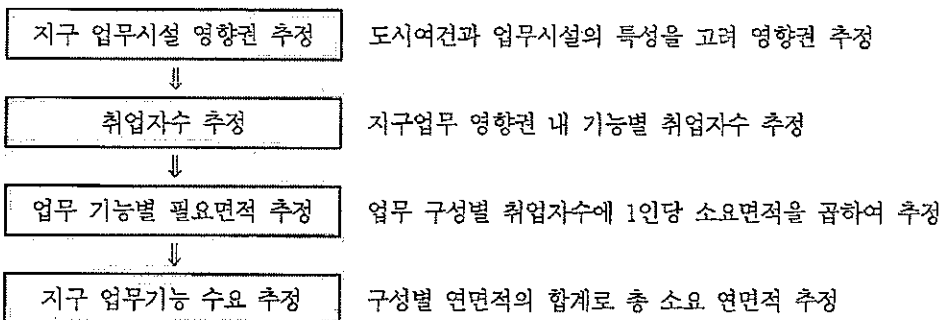 지구 업무시설 영향권 추정 도시여건과 업무시설의 특성을 고려 영향권 추정
⇓
취업자수 추정 지구업무 영향권 내 기능별 취업자수 추정
⇓
업무 기능별 필요면적 추정 업무 구성별 취업자수에 1인당 소요면적을 곱하여 추정
⇓
지구 업무기능 수요 추정 구성별 연면적의 합계로 총 소요 연면적 추정